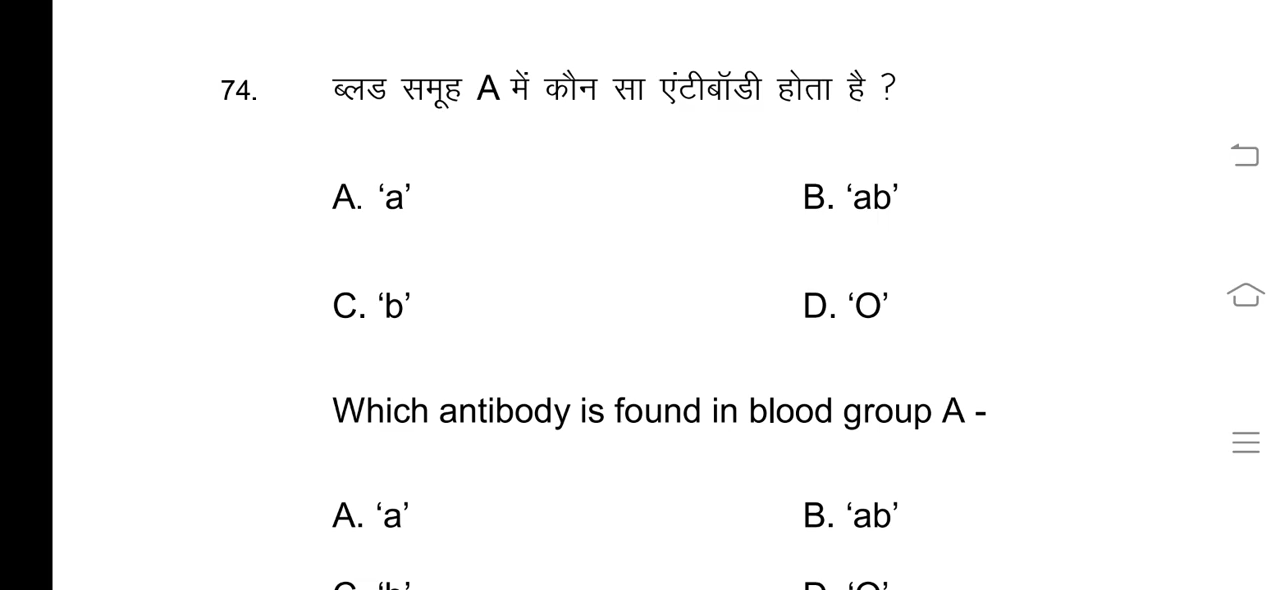 74. ब्लड समूह A में कौन सा एंटीबॉडी होता है ?
A. ‘a’ B. ‘ab’
C. ‘b’ D. ‘O’
Which antibody is found in blood group A -
A. ‘a’ B. ‘ab’
C. ‘b’ D. ‘O’